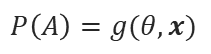 P(A) = g(θ, x)